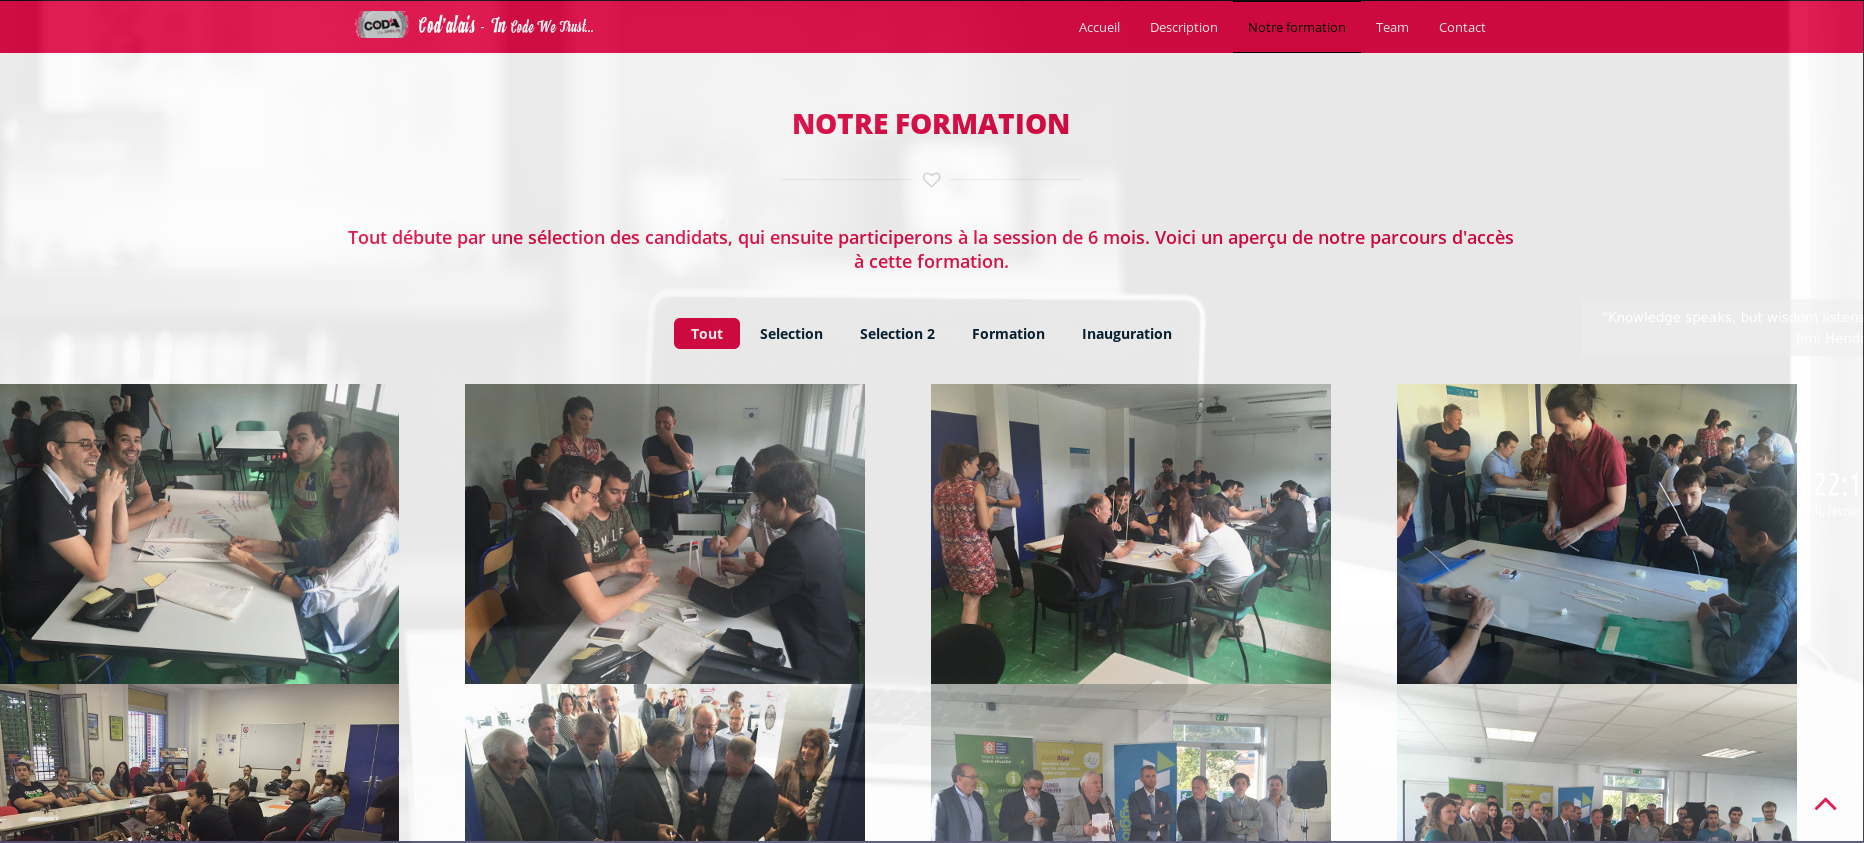 CODA
Cod'alais - In Code We Trust...
Accueil Description Notre formation Team Contact
NOTRE FORMATION
Tout débute par une sélection des candidats, qui ensuite participerons à la session de 6 mois. Voici un aperçu de notre parcours d'accès
à cette formation.
"Knowledge speaks, but wisdom listens
Jimi Hendr
Tout Selection Selection 2 Formation Inauguration
SMILE
22:1